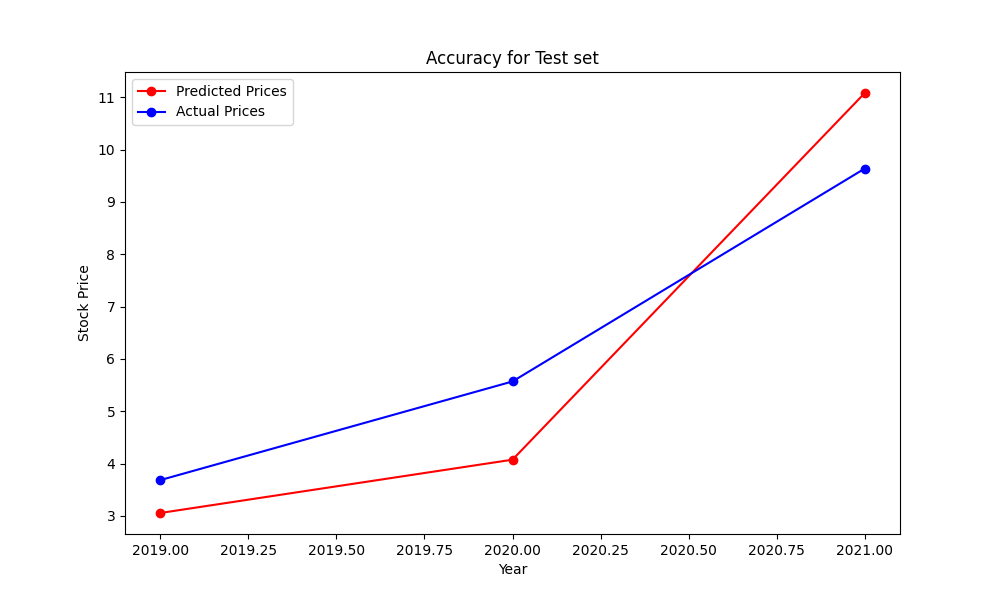 Accuracy for Test set
Predicted Prices
Actual Prices
11
10
9
8
7
6
5
4
3
Stock Price
2019.00 2019.25 2019.50 2019.75 2020.00 2020.25 2020.50 2020.75 2021.00
Year